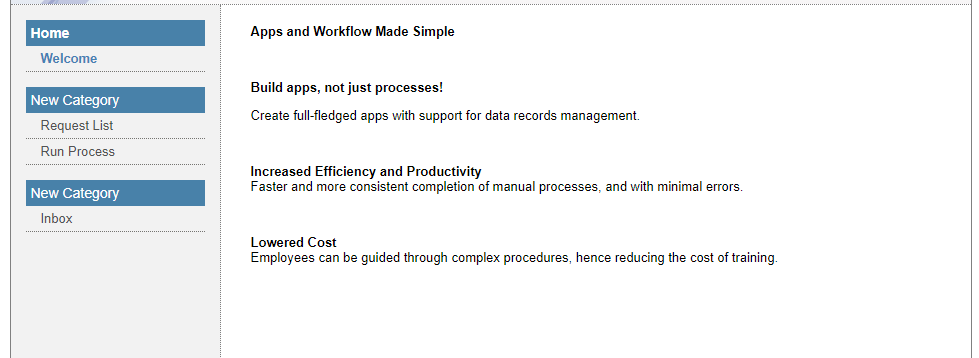 Home
Welcome
New Category
Request List
Run Process
New Category
Inbox
Apps and Workflow Made Simple
Build apps, not just processes!
Create full-fledged apps with support for data records management.
Increased Efficiency and Productivity
Faster and more consistent completion of manual processes, and with minimal errors.
Lowered Cost
Employees can be guided through complex procedures, hence reducing the cost of training.